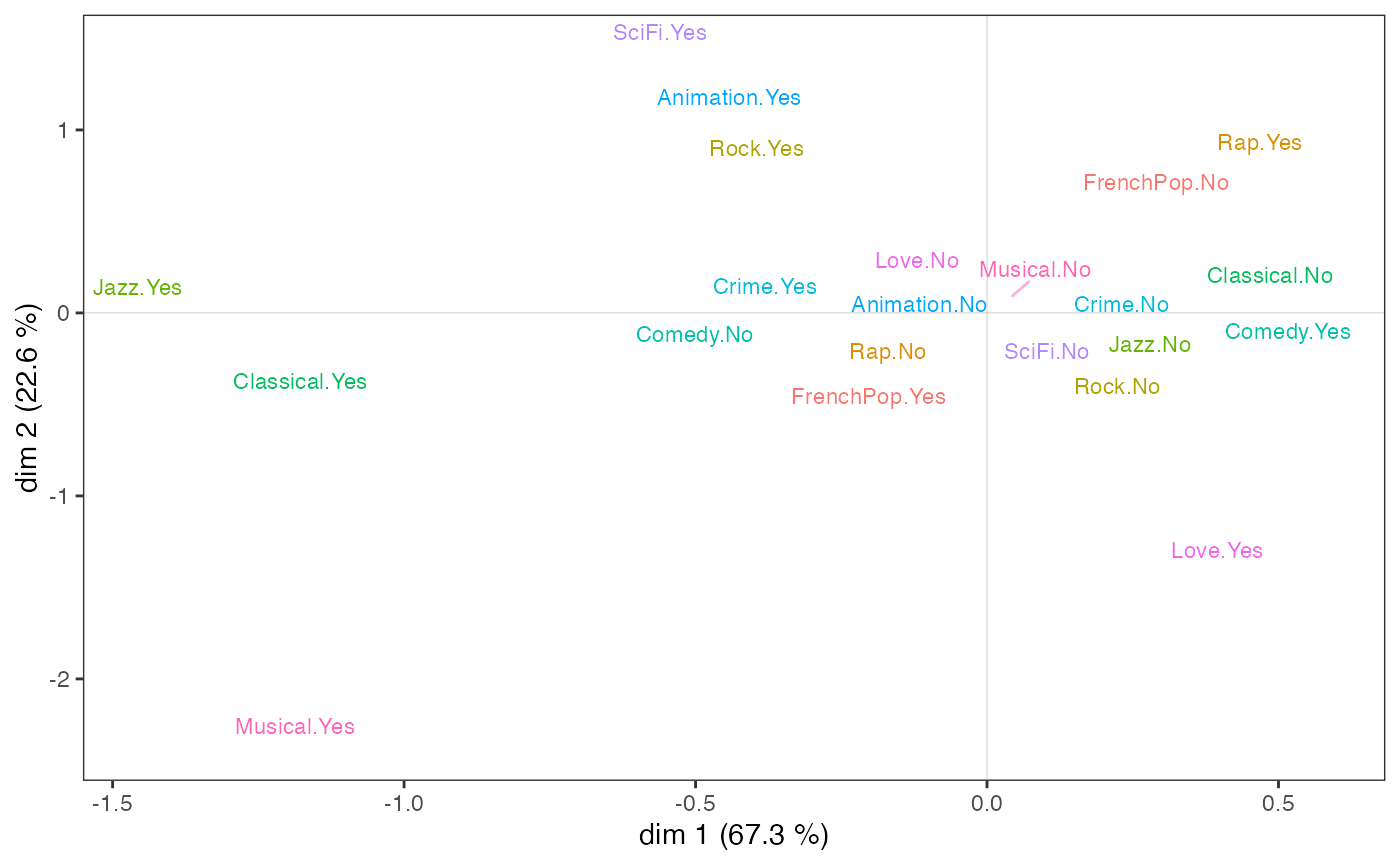 SciFi.Yes
Animation.Yes
1
Rap.Yes
Rock.Yes
FrenchPop.No
Love.No
Musical.No
Classical.No
Jazz.Yes
Crime.Yes
Animation.No
Crime.No
0
Comedy.No
Comedy.Yes
Rap.No
SciFi.No
Jazz.No
Classical.Yes
Rock.No
FrenchPop.Yes
dim 2 (22.6 %)
-1
Love.Yes
-2
Musical.Yes
-1.5
-1.0
-0.5
0.0
0.5
dim 1 (67.3 %)